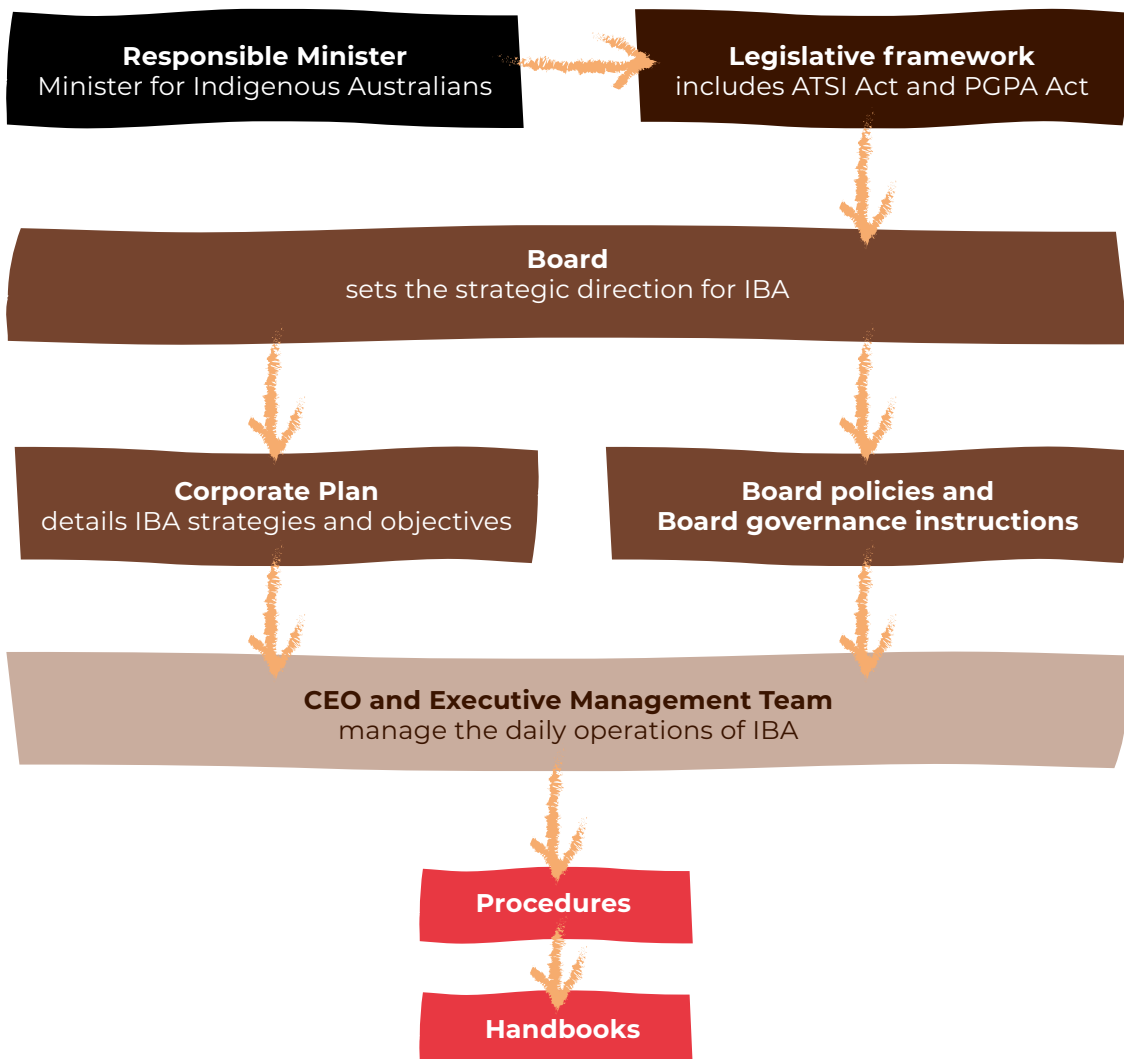 Responsible Minister
Minister for Indigenous Australians
Legislative framework
includes ATSI Act and PGPA Act
Board
sets the strategic direction for IBA
Corporate Plan
details IBA strategies and objectives
Board policies and
Board governance instructions
CEO and Executive Management Team
manage the daily operations of IBA
Procedures
Handbooks